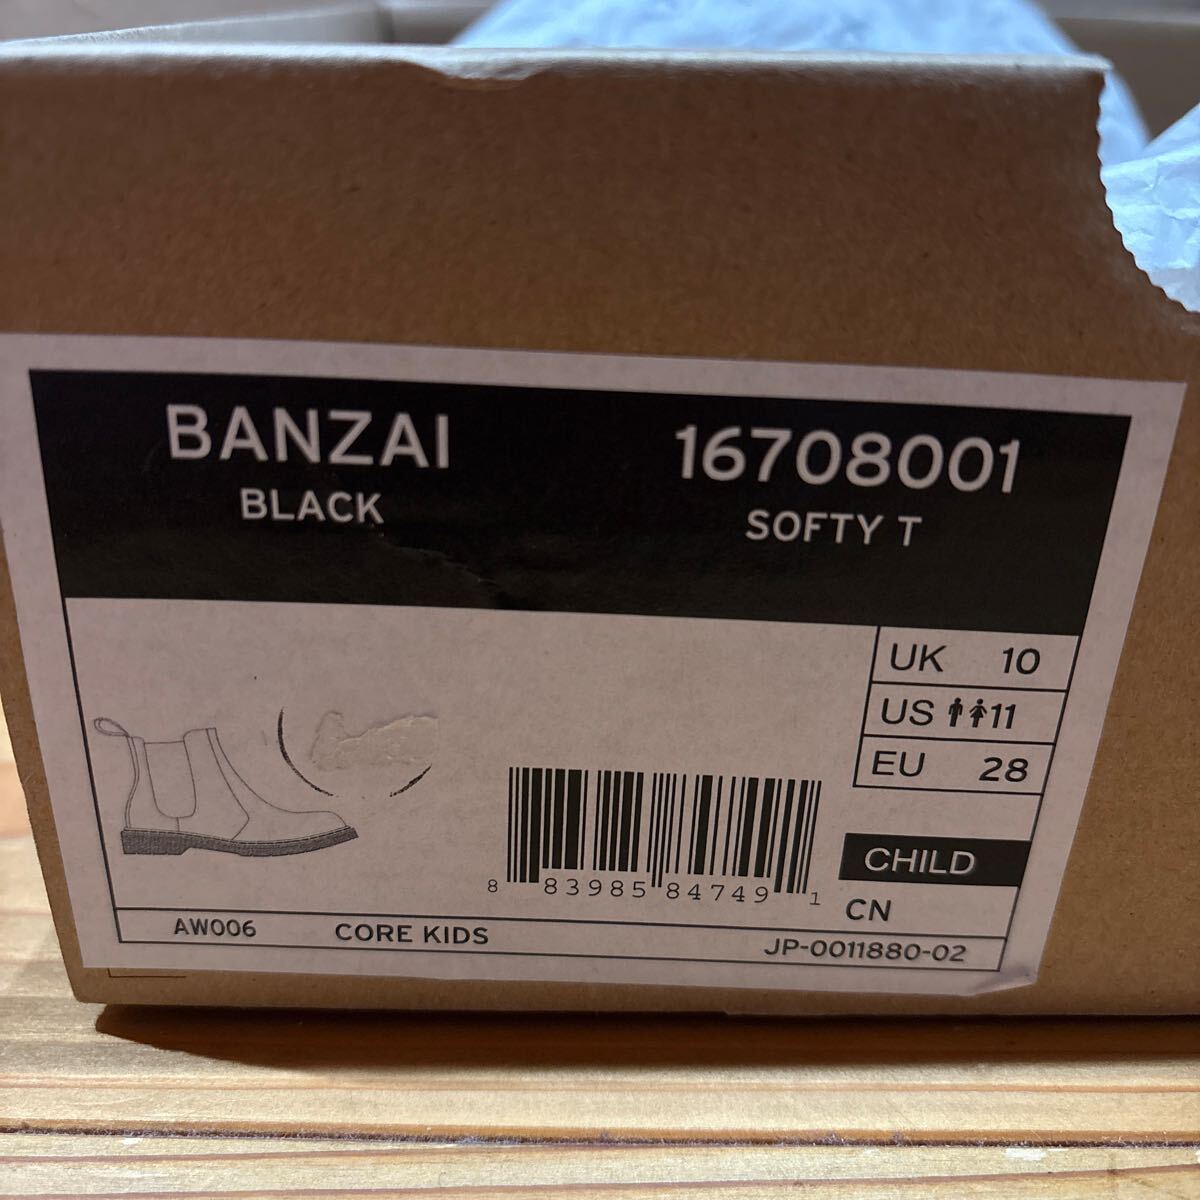 BANZAI 16708001
BLACK SOFTY T
UK 10
US 11
EU 28
8 83985 84749 1
CHILD
CN
AW006 CORE KIDS JP-0011880-02